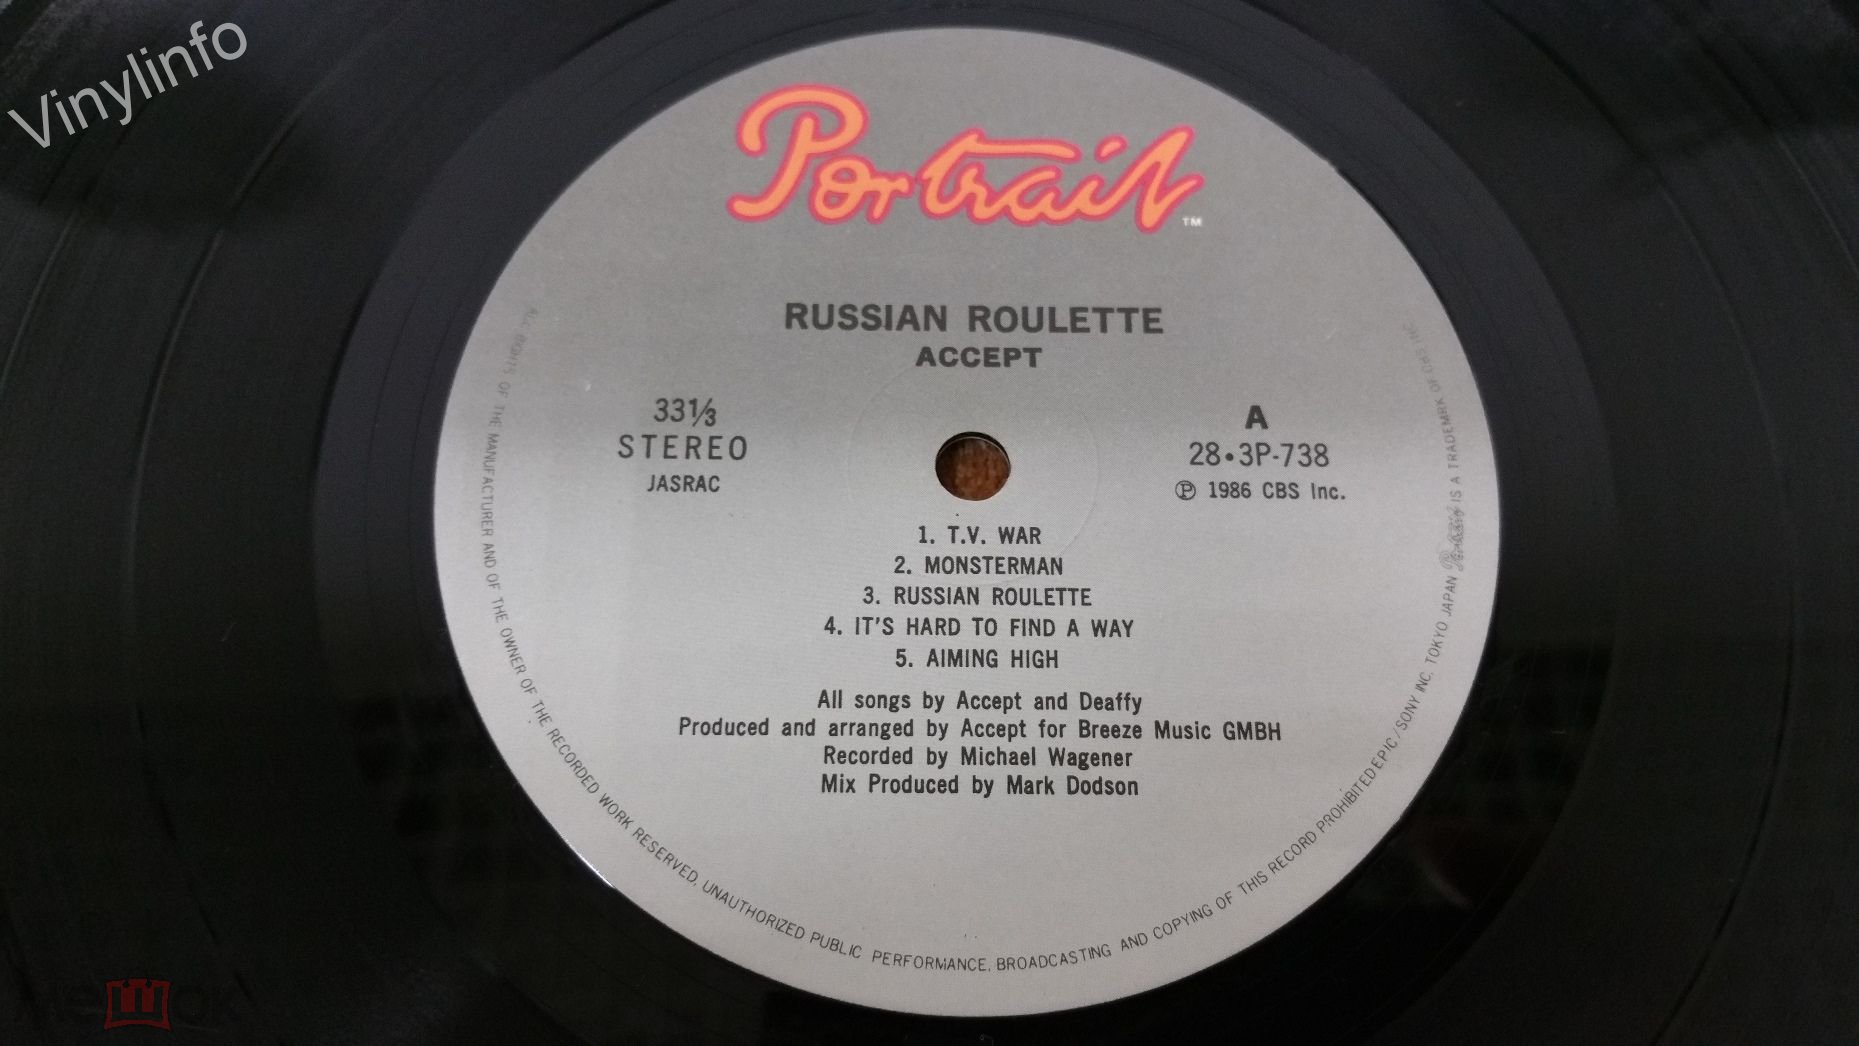 Vinylinfo
Portrait™
RUSSIAN ROULETTE
ACCEPT
33⅓
STEREO
JASRAC
A
28•3P-738
℗ 1986 CBS Inc.
1. T.V. WAR
2. MONSTERMAN
3. RUSSIAN ROULETTE
4. IT'S HARD TO FIND A WAY
5. AIMING HIGH
All songs by Accept and Deaffy
Produced and arranged by Accept for Breeze Music GMBH
Recorded by Michael Wagener
Mix Produced by Mark Dodson
ALL RIGHTS OF THE MANUFACTURER AND OF THE OWNER OF THE RECORDED WORK RESERVED. UNAUTHORIZED PUBLIC PERFORMANCE, BROADCASTING AND COPYING OF THIS RECORD PROHIBITED EPIC/SONY INC. TOKYO JAPAN Portrait IS A TRADEMARK OF CBS INC.